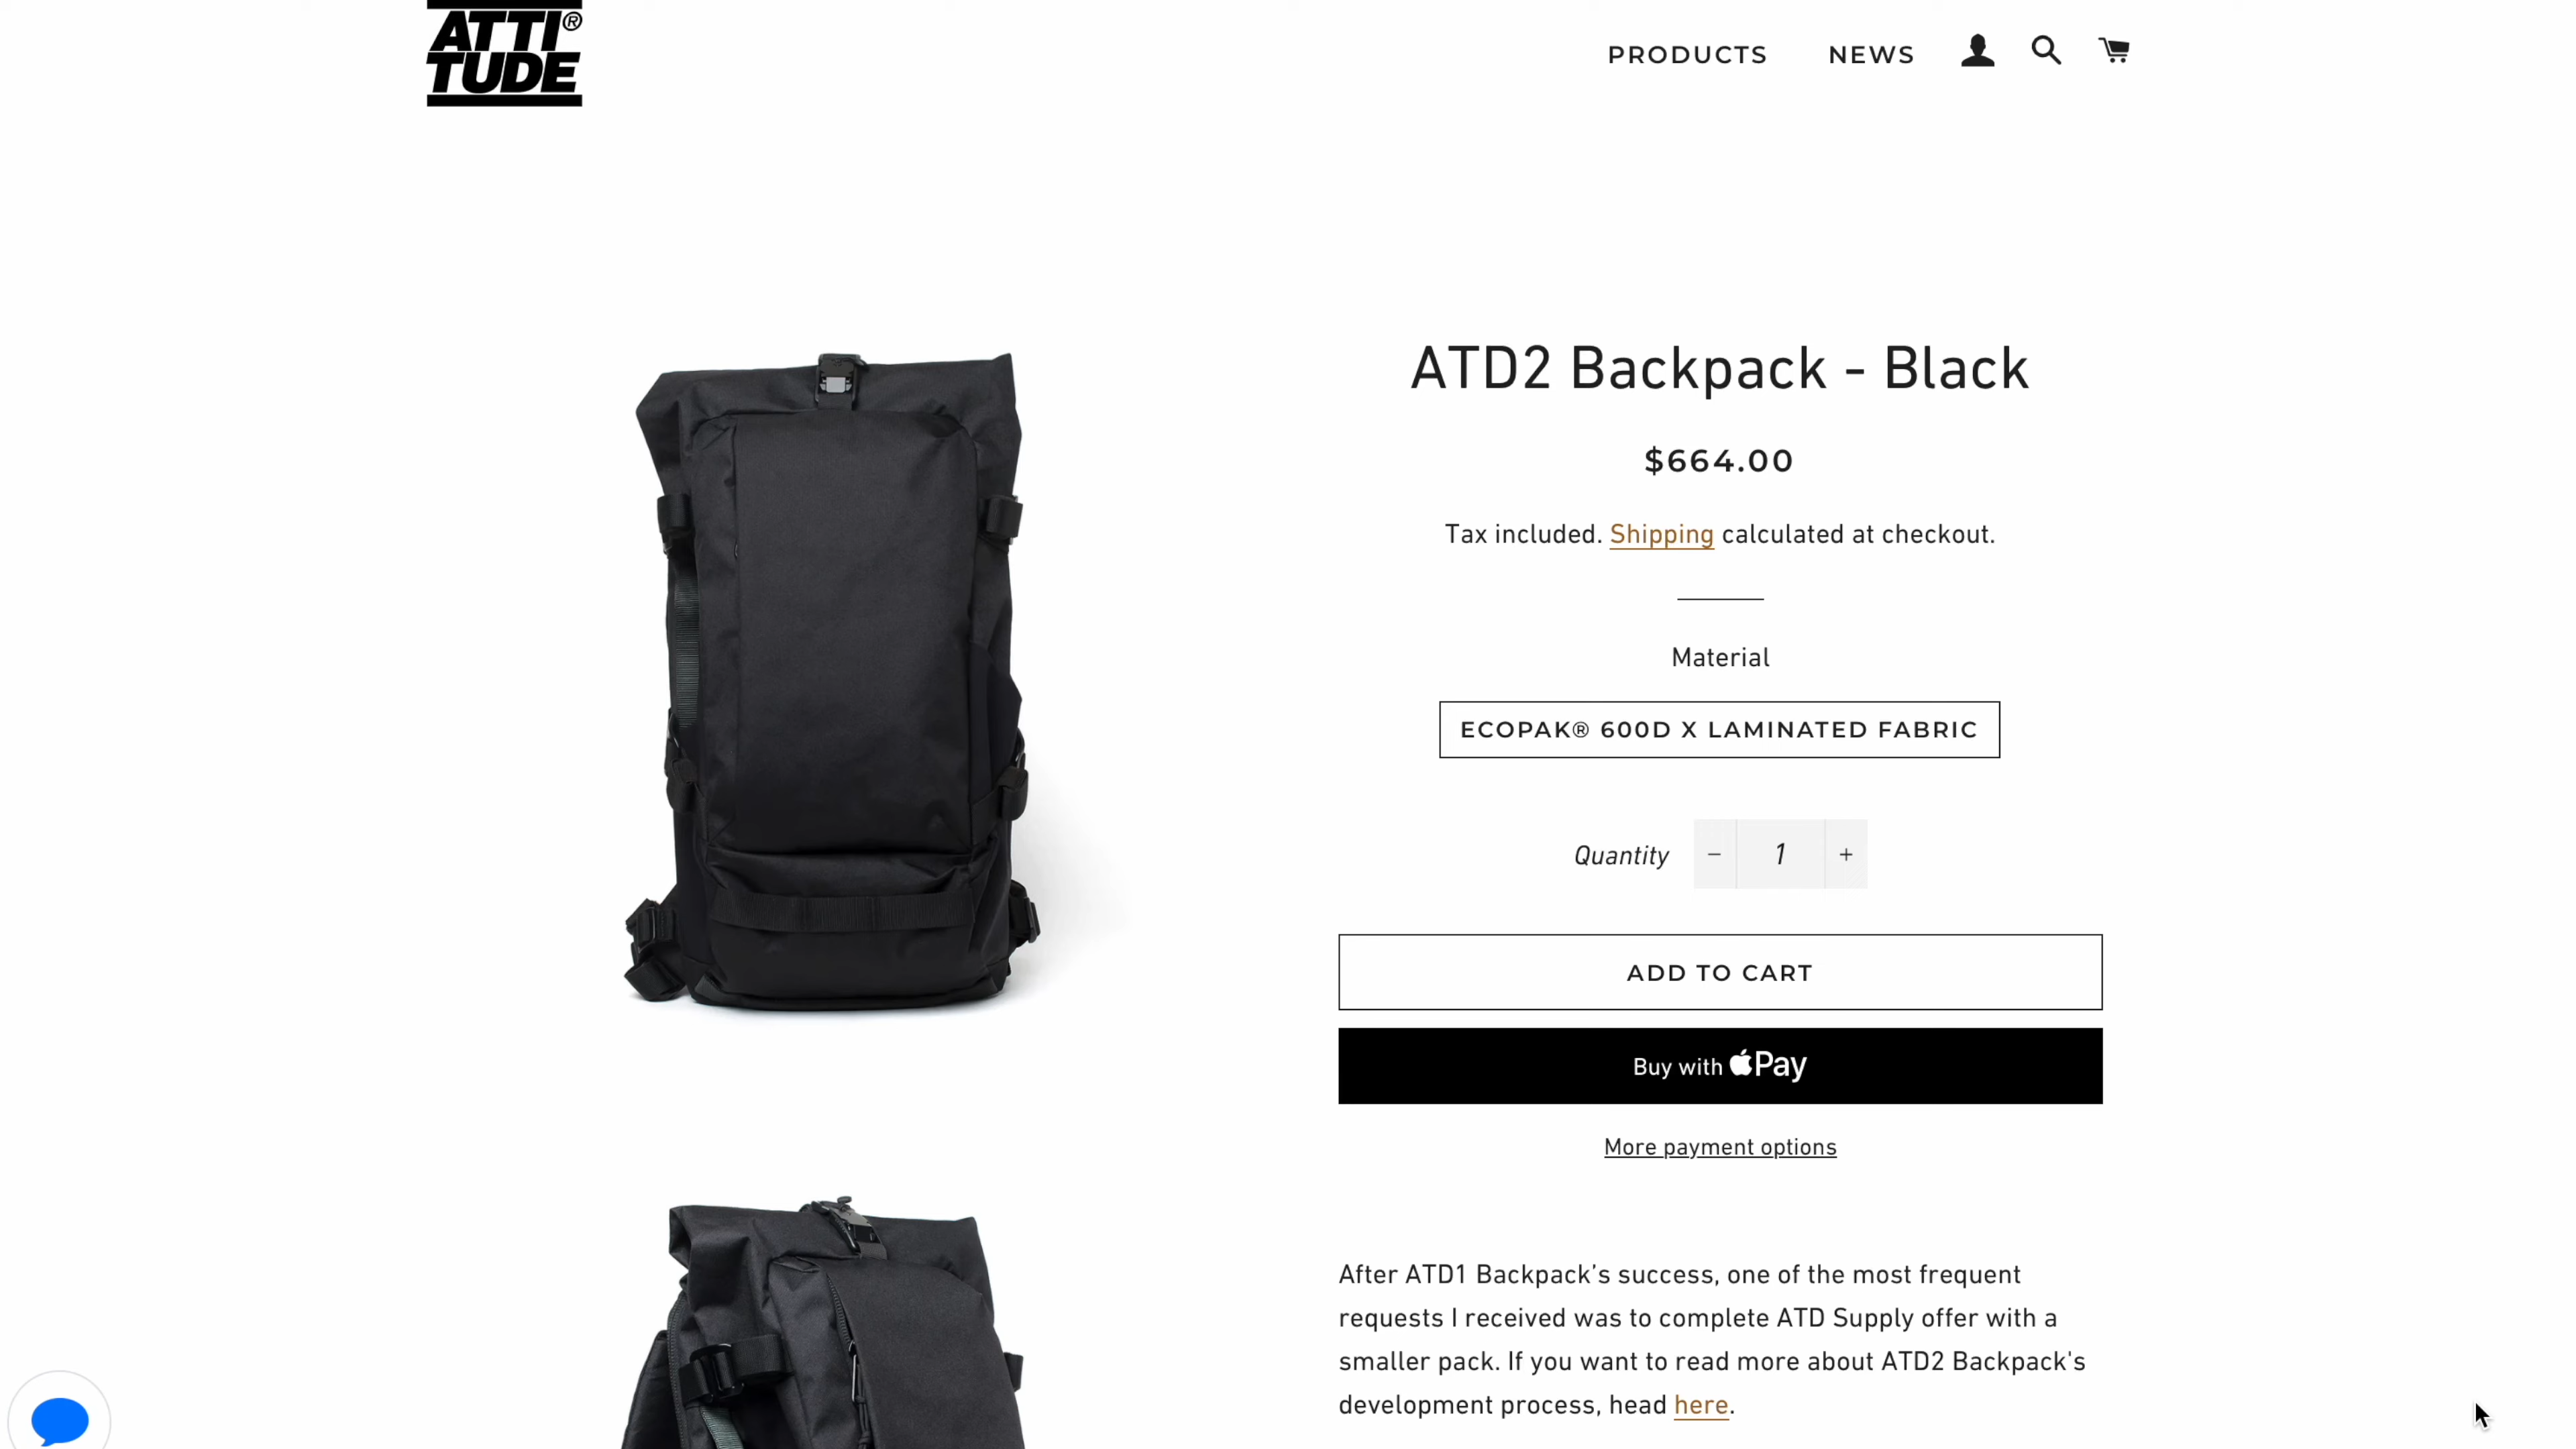 ATTI®
TUDE
PRODUCTS NEWS
ATD2 Backpack - Black
$664.00
Tax included. Shipping calculated at checkout.
Material
ECOPAK® 600D X LAMINATED FABRIC
Quantity − 1 +
ADD TO CART
Buy with Pay
More payment options
After ATD1 Backpack’s success, one of the most frequent
requests I received was to complete ATD Supply offer with a
smaller pack. If you want to read more about ATD2 Backpack's
development process, head here.